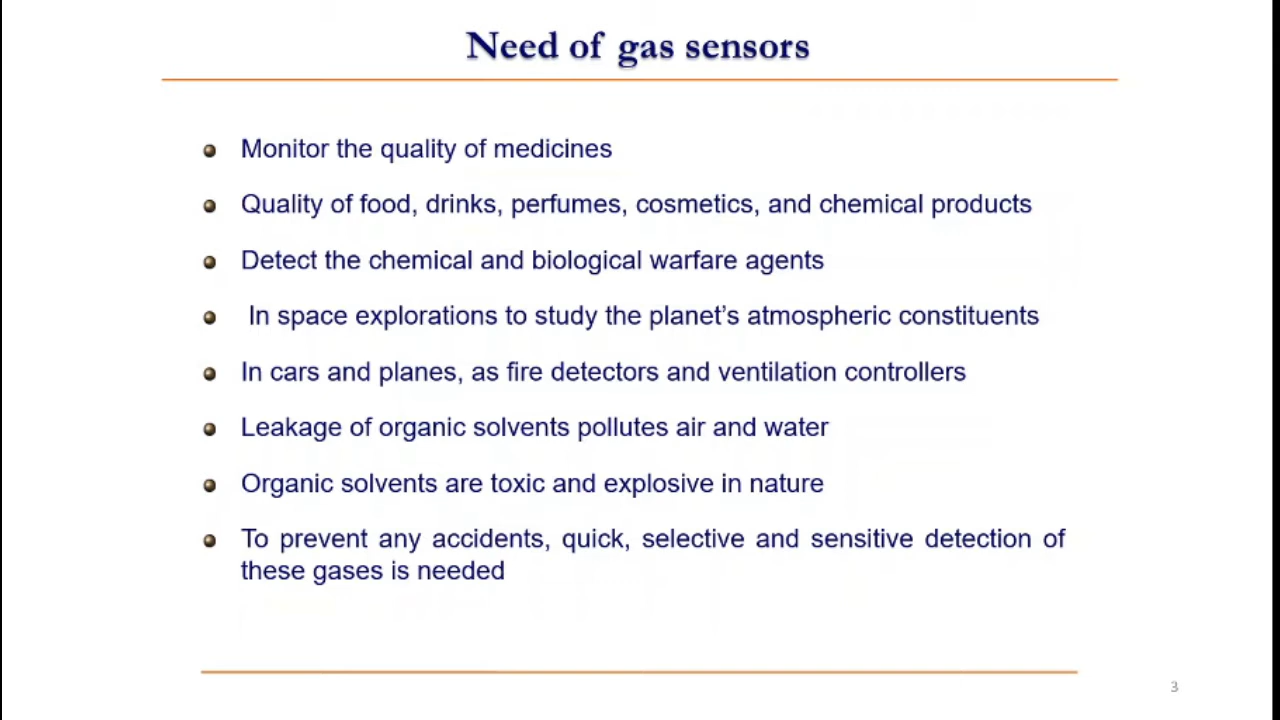 Need of gas sensors
Monitor the quality of medicines
Quality of food, drinks, perfumes, cosmetics, and chemical products
Detect the chemical and biological warfare agents
In space explorations to study the planet’s atmospheric constituents
In cars and planes, as fire detectors and ventilation controllers
Leakage of organic solvents pollutes air and water
Organic solvents are toxic and explosive in nature
To prevent any accidents, quick, selective and sensitive detection of
these gases is needed
3